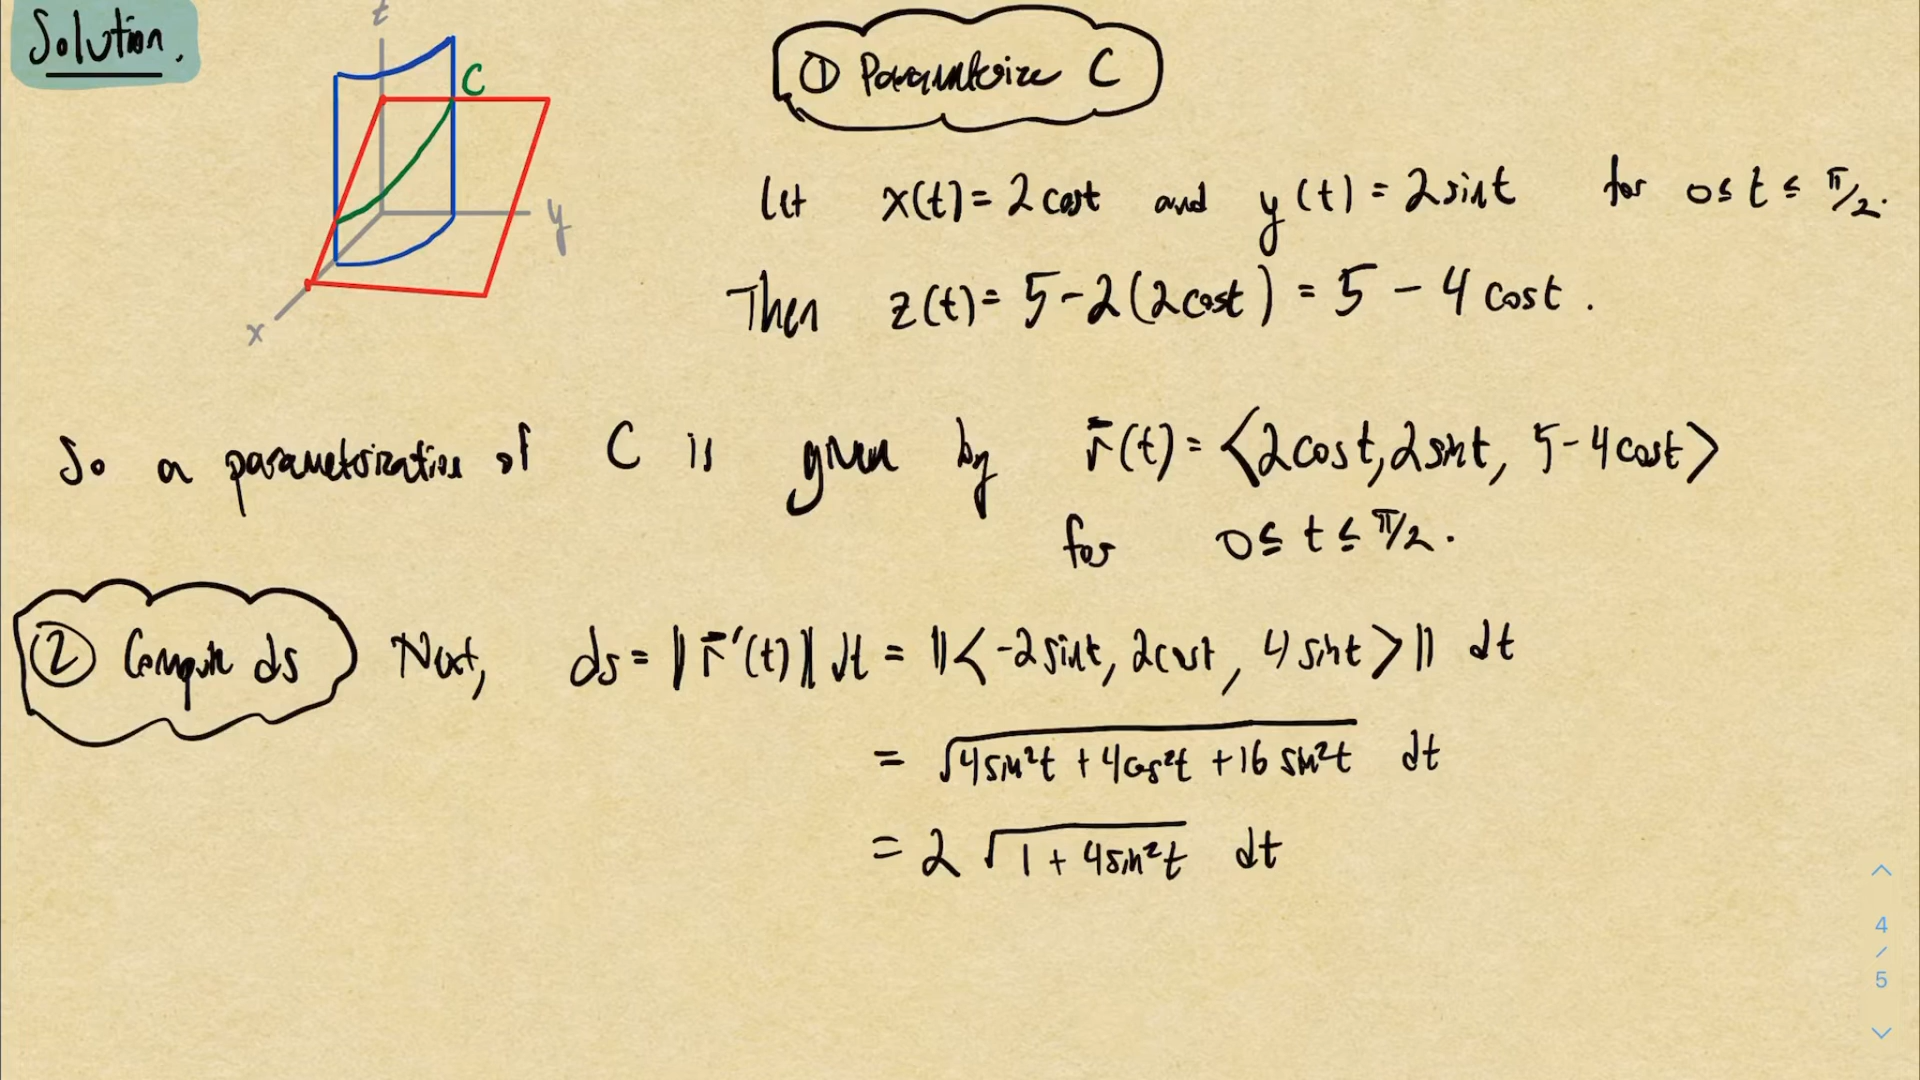 Solution.
t
C
y
x
① Parameterize C
Let x(t) = 2cost and y(t) = 2sint for 0 ≤ t ≤ π/2.
Then z(t) = 5-2(2cost) = 5 - 4cost.
So a parametrization of C is given by r⃗(t) = <2cost, 2sint, 5-4cost>
for 0 ≤ t ≤ π/2.
② Compute ds Next, ds = ‖r⃗'(t)‖ dt = ‖<-2sint, 2cost, 4sint>‖ dt
= √(4sin²t + 4cos²t + 16sin²t) dt
= 2 √(1 + 4sin²t) dt
4
/
5